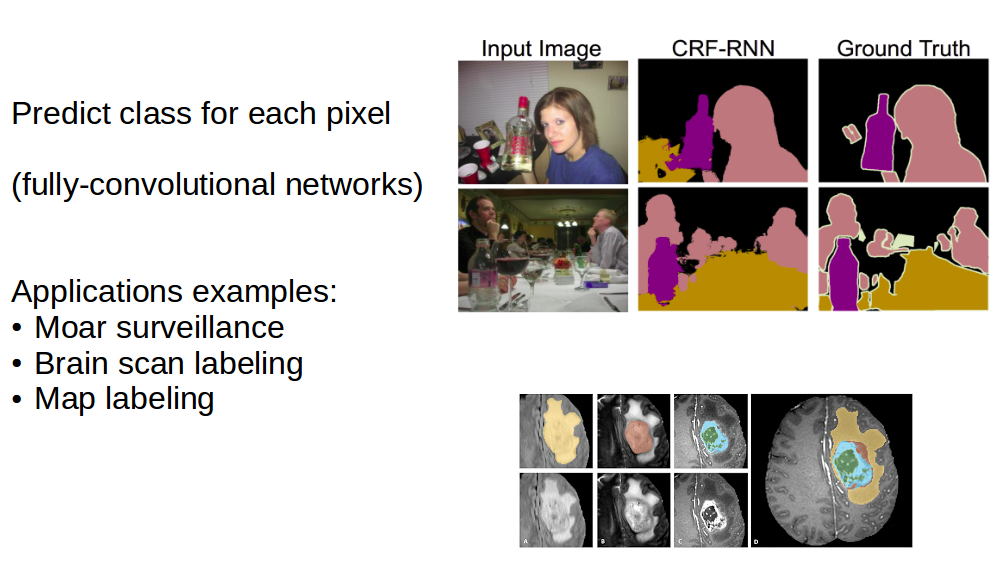 Input Image
CRF-RNN
Ground Truth
Predict class for each pixel
(fully-convolutional networks)
Applications examples:
• Moar surveillance
• Brain scan labeling
• Map labeling
A
B
C
D